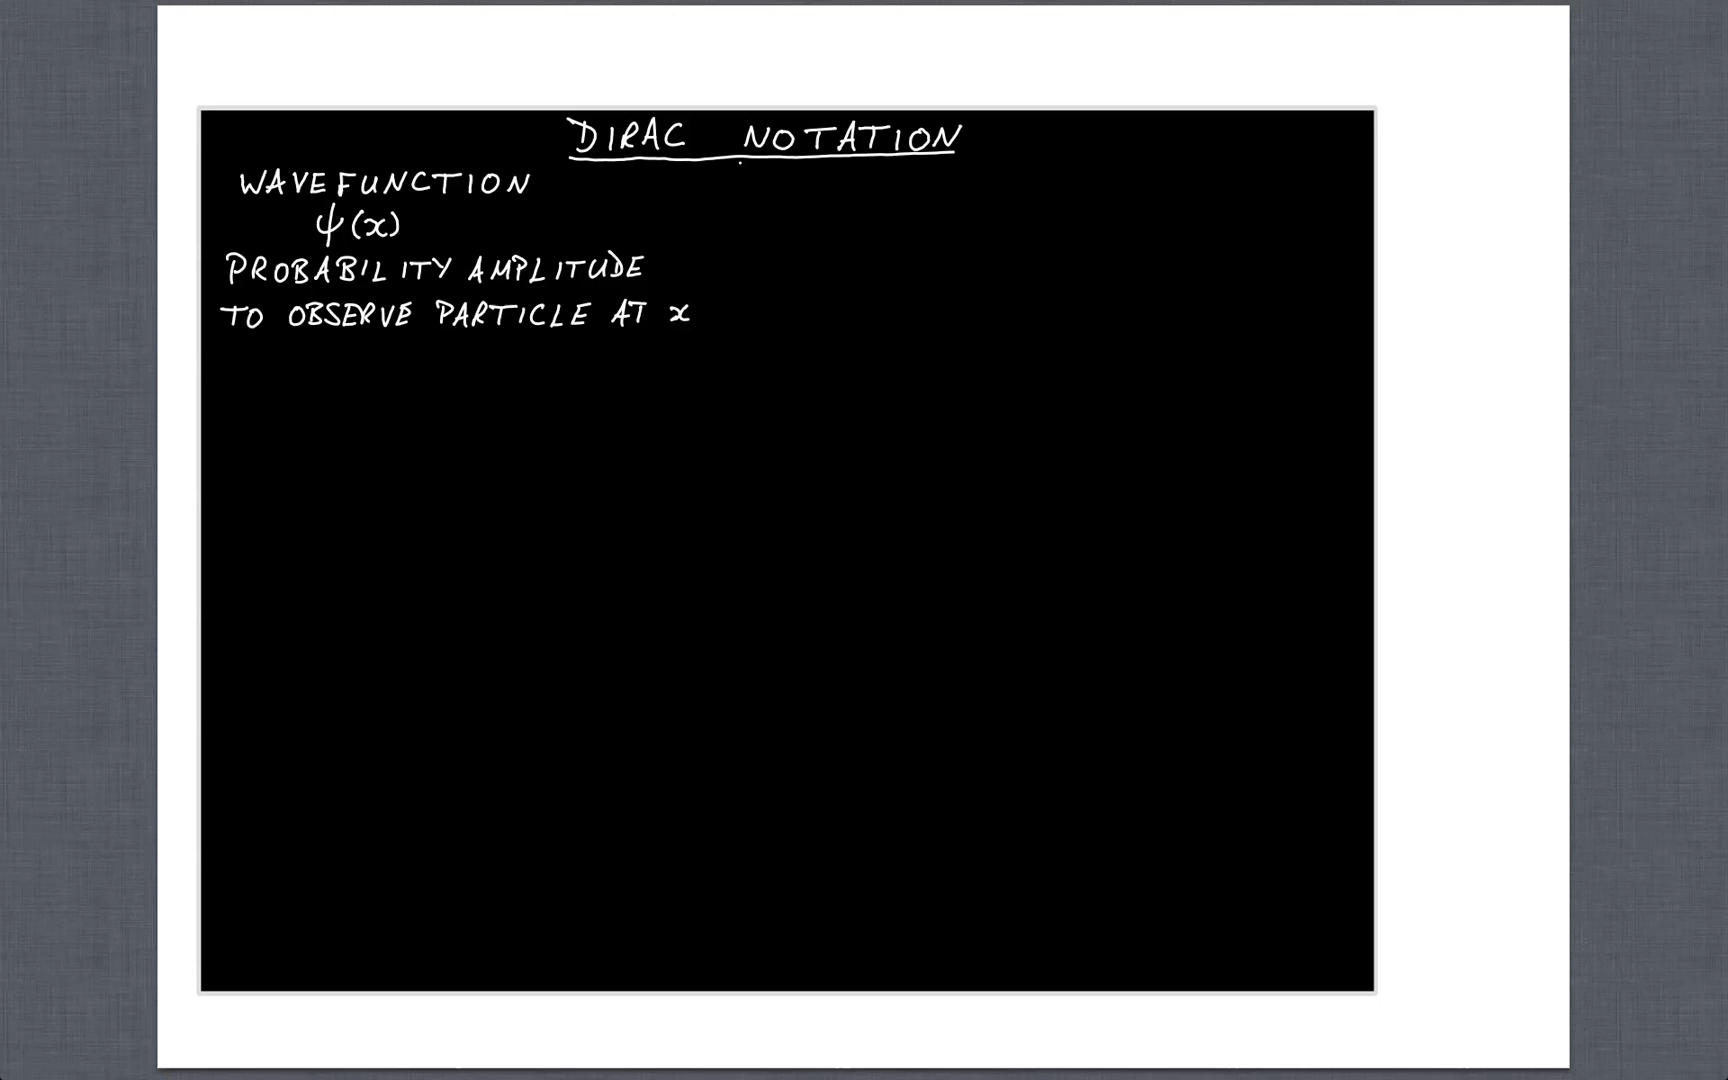 DIRAC NOTATION
WAVEFUNCTION
ψ(x)
PROBABILITY AMPLITUDE
TO OBSERVE PARTICLE AT x